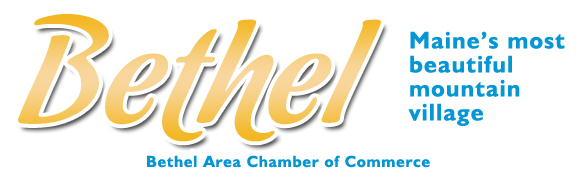 Bethel
Maine's most
beautiful
mountain
village
Bethel Area Chamber of Commerce